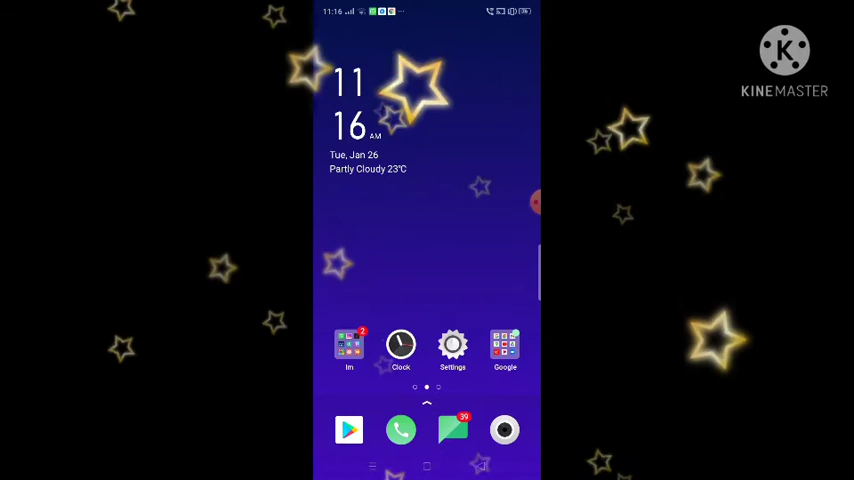 11:16
K
KINEMASTER
11
16 AM
Tue, Jan 26
Partly Cloudy 23°C
2
Im
Clock
Settings
Google
39